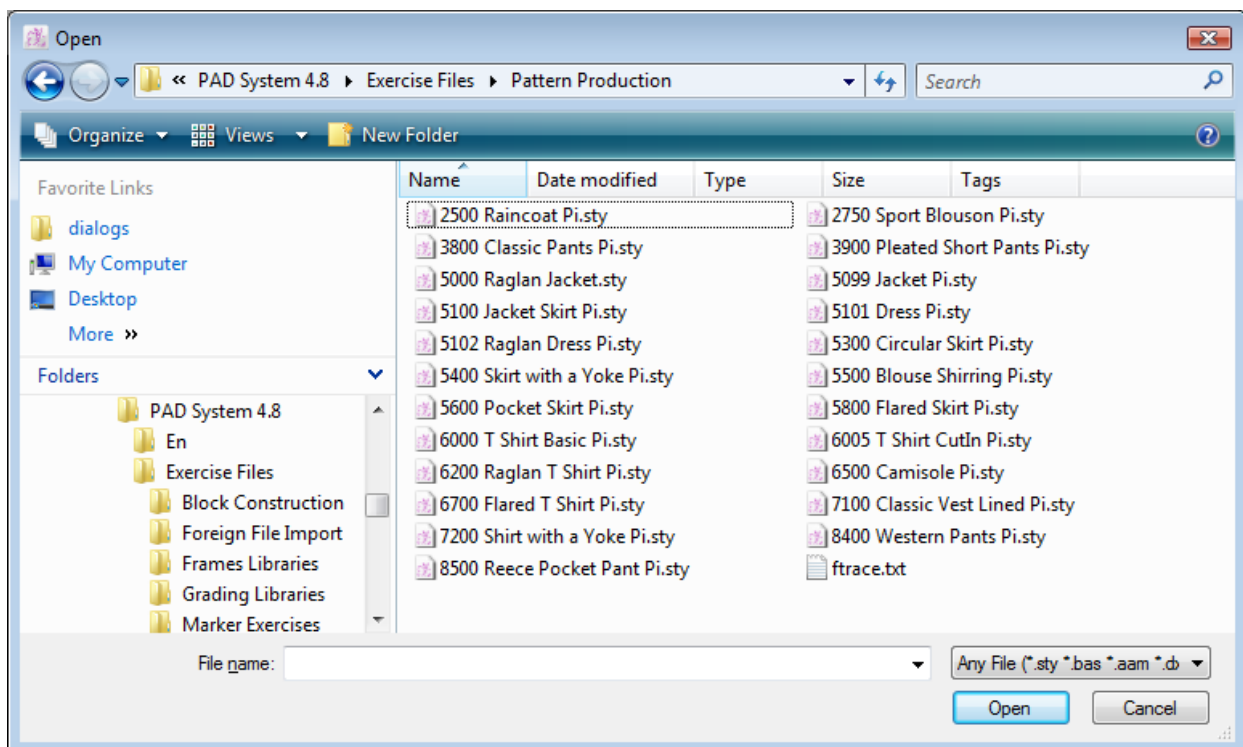 Open
« PAD System 4.8 ▸ Exercise Files ▸ Pattern Production
Search
Organize
Views
New Folder
Favorite Links
dialogs
My Computer
Desktop
More »
Folders
PAD System 4.8
En
Exercise Files
Block Construction
Foreign File Import
Frames Libraries
Grading Libraries
Marker Exercises
Name Date modified Type Size Tags
2500 Raincoat Pi.sty 2750 Sport Blouson Pi.sty
3800 Classic Pants Pi.sty 3900 Pleated Short Pants Pi.sty
5000 Raglan Jacket.sty 5099 Jacket Pi.sty
5100 Jacket Skirt Pi.sty 5101 Dress Pi.sty
5102 Raglan Dress Pi.sty 5300 Circular Skirt Pi.sty
5400 Skirt with a Yoke Pi.sty 5500 Blouse Shirring Pi.sty
5600 Pocket Skirt Pi.sty 5800 Flared Skirt Pi.sty
6000 T Shirt Basic Pi.sty 6005 T Shirt CutIn Pi.sty
6200 Raglan T Shirt Pi.sty 6500 Camisole Pi.sty
6700 Flared T Shirt Pi.sty 7100 Classic Vest Lined Pi.sty
7200 Shirt with a Yoke Pi.sty 8400 Western Pants Pi.sty
8500 Reece Pocket Pant Pi.sty ftrace.txt
File name:
Any File (*.sty *.bas *.aam *.d
Open Cancel